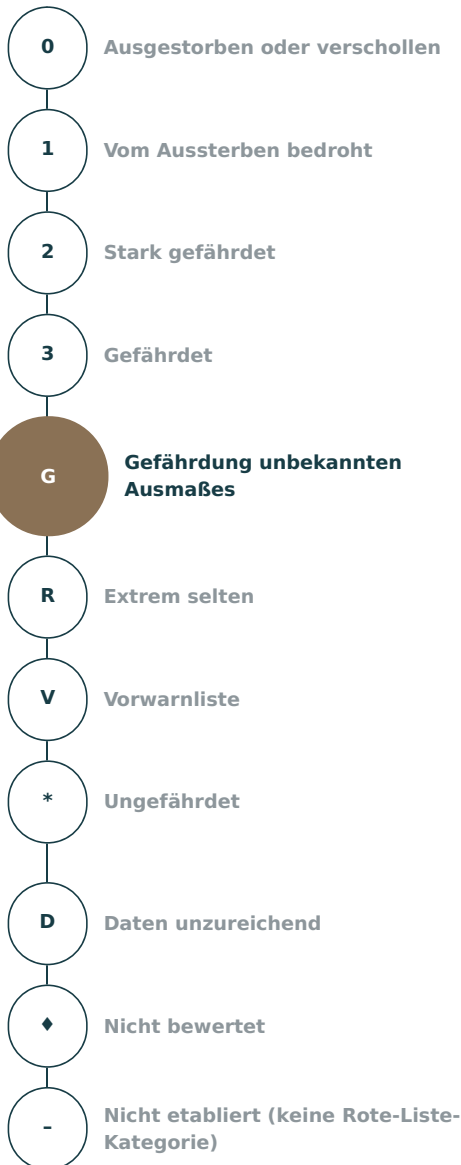 0 Ausgestorben oder verschollen
1 Vom Aussterben bedroht
2 Stark gefährdet
3 Gefährdet
G Gefährdung unbekannten
Ausmaßes
R Extrem selten
V Vorwarnliste
* Ungefährdet
D Daten unzureichend
♦ Nicht bewertet
– Nicht etabliert (keine Rote-Liste-
Kategorie)